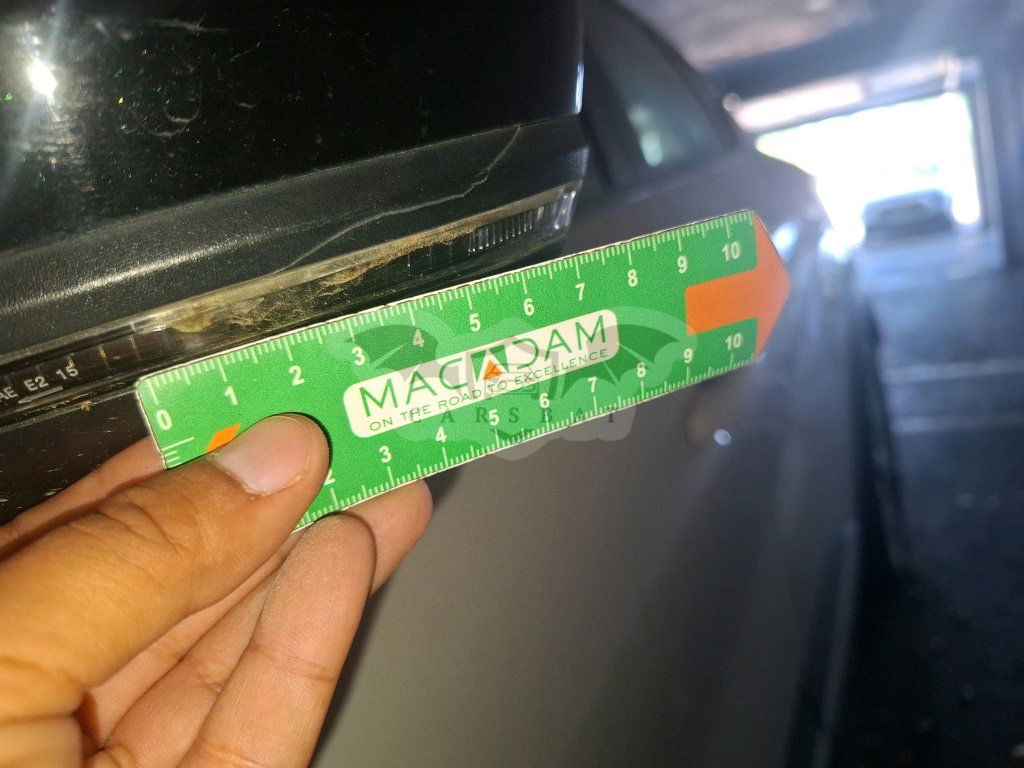 AE E2 15
0 1 2 3 4 5 6 7 8 9 10
MACADAM
ON THE ROAD TO EXCELLENCE
CARSBAT
2 3 4 5 6 7 8 9 10